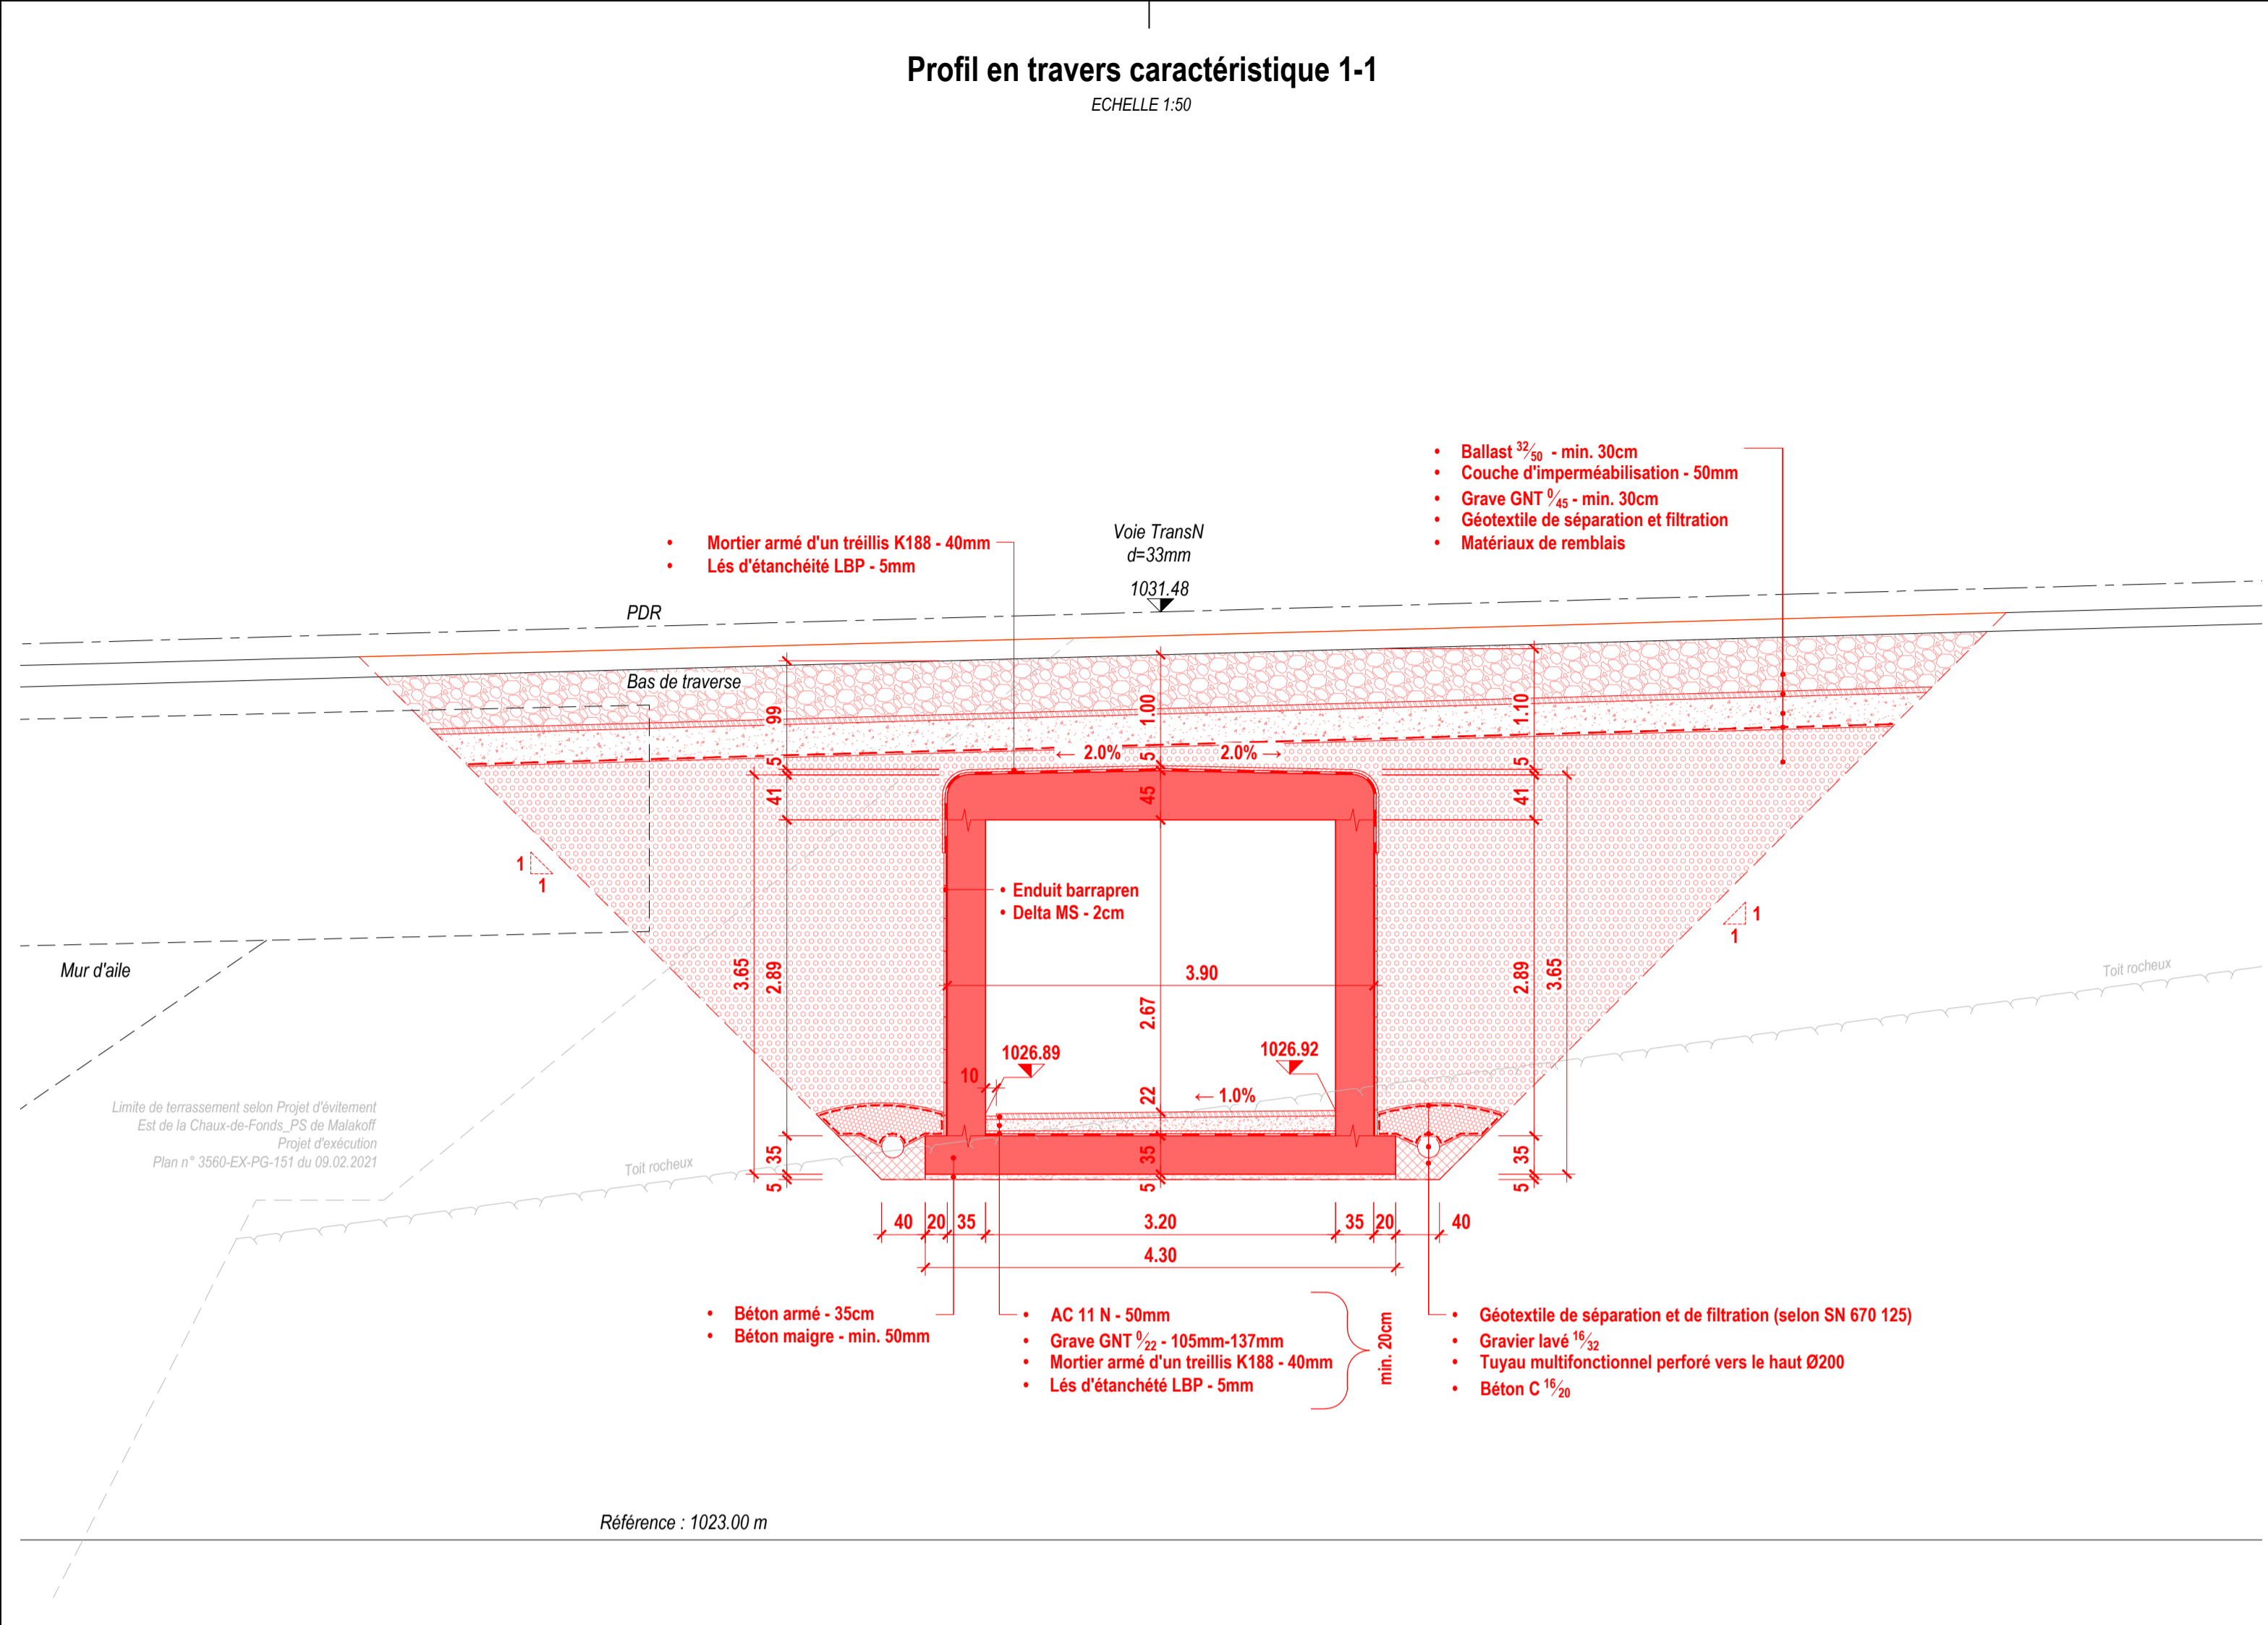 Profil en travers caractéristique 1-1
ECHELLE 1:50
• Ballast 32/50 - min. 30cm
• Couche d'imperméabilisation - 50mm
• Grave GNT 0/45 - min. 30cm
• Géotextile de séparation et filtration
• Matériaux de remblais
• Mortier armé d'un tréillis K188 - 40mm
• Lés d'étanchéité LBP - 5mm
Voie TransN
d=33mm
1031.48
PDR
Bas de traverse
99
1.00
1.10
← 2.0%
2.0% →
5
5
5
41
45
41
1
1
• Enduit barrapren
• Delta MS - 2cm
1
1
Mur d'aile
3.65
2.89
3.90
2.67
2.89
3.65
Toit rocheux
1026.89
1026.92
10
22
← 1.0%
Limite de terrassement selon Projet d'évitement
Est de la Chaux-de-Fonds_PS de Malakoff
Projet d'exécution
Plan n° 3560-EX-PG-151 du 09.02.2021
Toit rocheux
35
35
35
5
5
5
40
20
35
3.20
35
20
40
4.30
• Béton armé - 35cm
• Béton maigre - min. 50mm
• AC 11 N - 50mm
• Grave GNT 0/22 - 105mm-137mm
• Mortier armé d'un treillis K188 - 40mm
• Lés d'étanchété LBP - 5mm
min. 20cm
• Géotextile de séparation et de filtration (selon SN 670 125)
• Gravier lavé 16/32
• Tuyau multifonctionnel perforé vers le haut Ø200
• Béton C 16/20
Référence : 1023.00 m